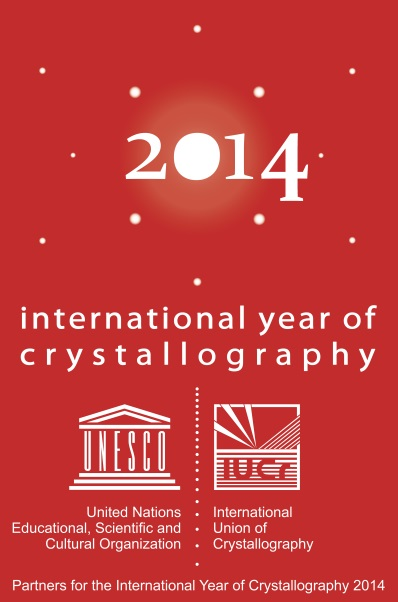 2014
international year of
crystallography
UNESCO
IUCr
United Nations
Educational, Scientific and
Cultural Organization
International
Union of
Crystallography
Partners for the International Year of Crystallography 2014